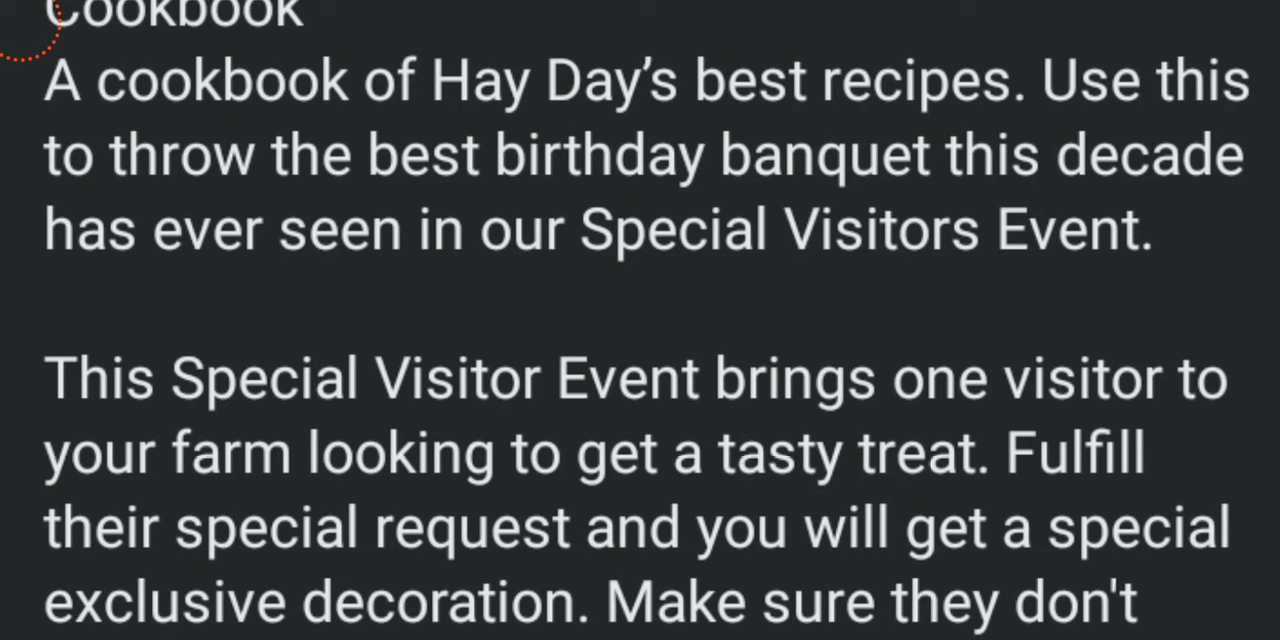 Cookbook
A cookbook of Hay Day’s best recipes. Use this
to throw the best birthday banquet this decade
has ever seen in our Special Visitors Event.
This Special Visitor Event brings one visitor to
your farm looking to get a tasty treat. Fulfill
their special request and you will get a special
exclusive decoration. Make sure they don't